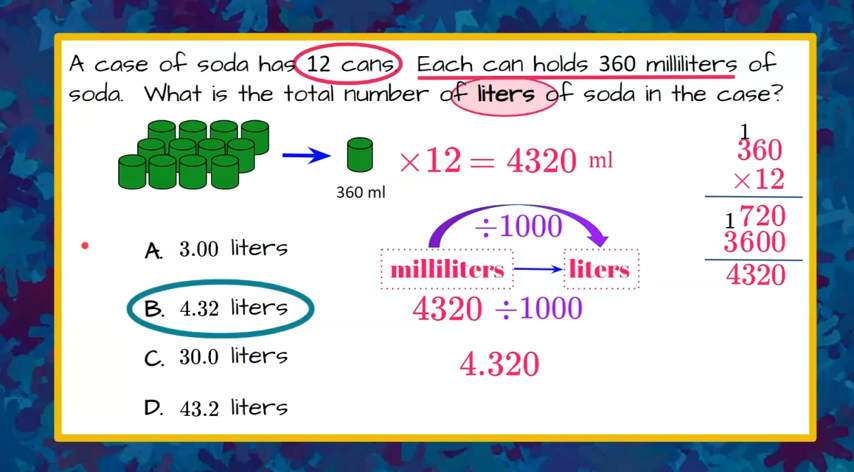 A case of soda has 12 cans. Each can holds 360 milliliters of
soda. What is the total number of liters of soda in the case?
360 ml
×12 = 4320 ml
1
360
×12
1720
3600
4320
÷1000
milliliters liters
4320 ÷1000
4.320
A. 3.00 liters
B. 4.32 liters
C. 30.0 liters
D. 43.2 liters